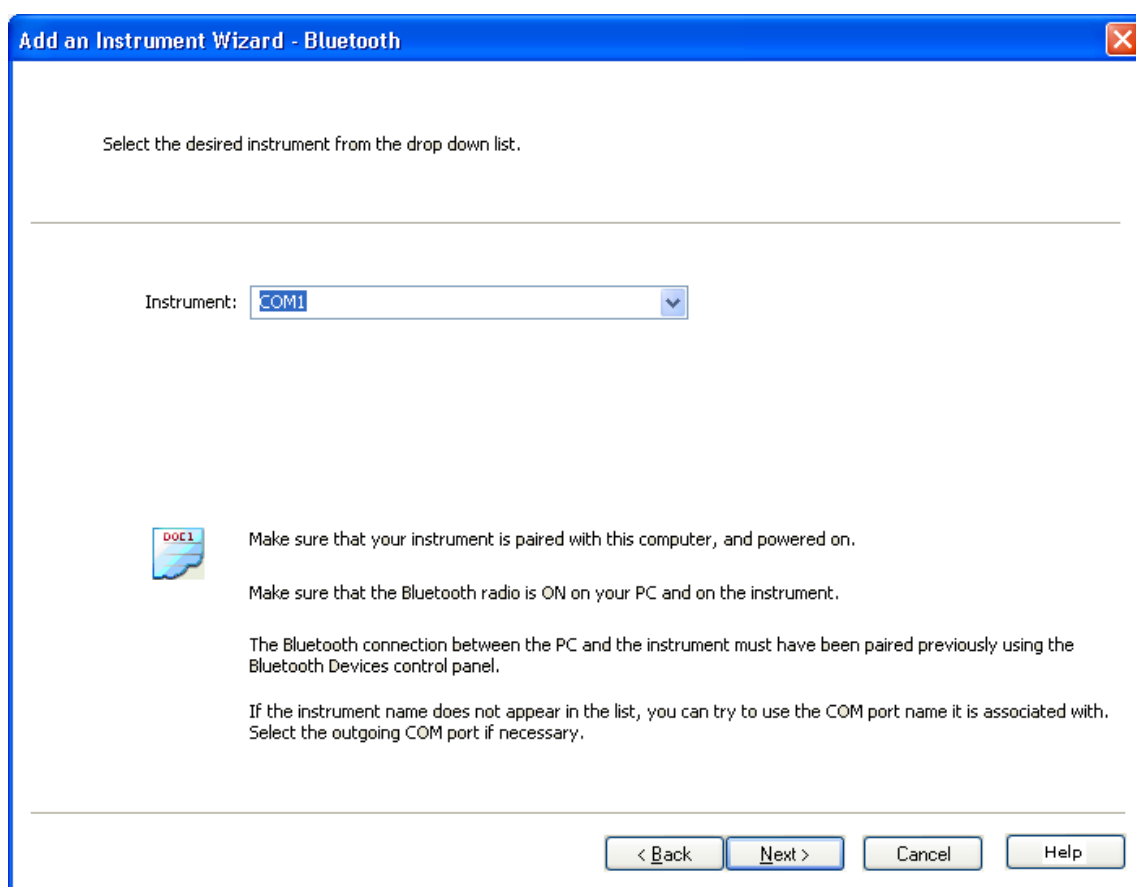 Add an Instrument Wizard - Bluetooth
Select the desired instrument from the drop down list.
Instrument: COM1
DOC1
Make sure that your instrument is paired with this computer, and powered on.
Make sure that the Bluetooth radio is ON on your PC and on the instrument.
The Bluetooth connection between the PC and the instrument must have been paired previously using the
Bluetooth Devices control panel.
If the instrument name does not appear in the list, you can try to use the COM port name it is associated with.
Select the outgoing COM port if necessary.
< Back Next > Cancel Help